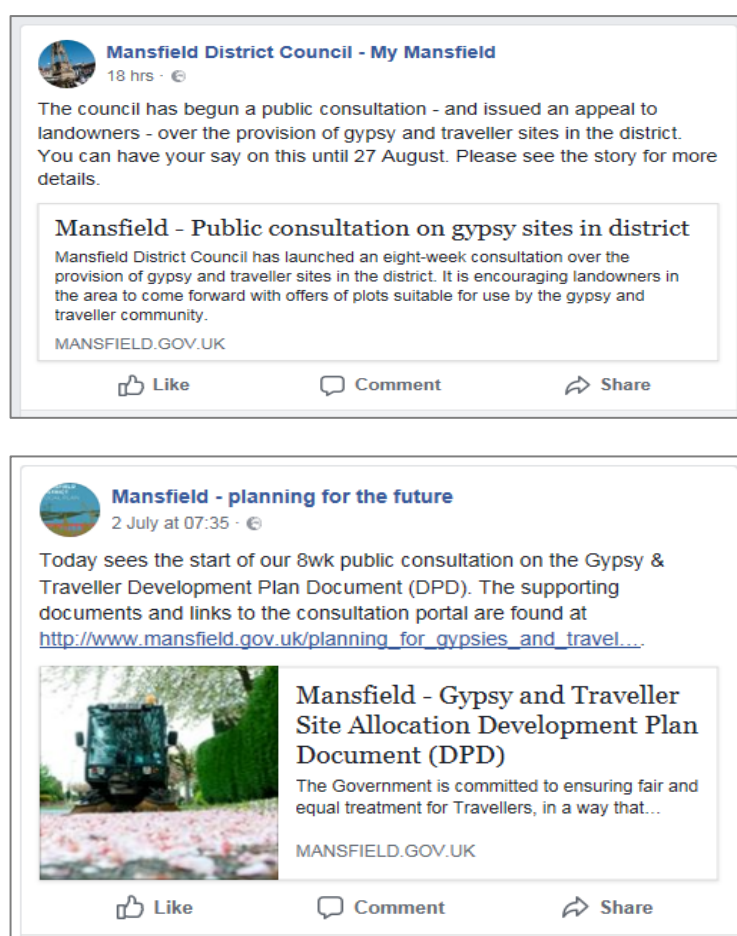 Mansfield District Council - My Mansfield
18 hrs ·
The council has begun a public consultation - and issued an appeal to
landowners - over the provision of gypsy and traveller sites in the district.
You can have your say on this until 27 August. Please see the story for more
details.
Mansfield - Public consultation on gypsy sites in district
Mansfield District Council has launched an eight-week consultation over the
provision of gypsy and traveller sites in the district. It is encouraging landowners in
the area to come forward with offers of plots suitable for use by the gypsy and
traveller community.
MANSFIELD.GOV.UK
Like Comment Share
Mansfield - planning for the future
2 July at 07:35 ·
Today sees the start of our 8wk public consultation on the Gypsy &
Traveller Development Plan Document (DPD). The supporting
documents and links to the consultation portal are found at
http://www.mansfield.gov.uk/planning_for_gypsies_and_travel….
Mansfield - Gypsy and Traveller
Site Allocation Development Plan
Document (DPD)
The Government is committed to ensuring fair and
equal treatment for Travellers, in a way that…
MANSFIELD.GOV.UK
Like Comment Share